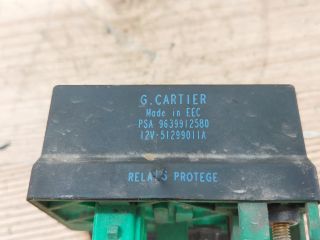 G.CARTIER
Made in EEC
PSA 9639912580
12V-51299011A
RELAIS PROTEGE